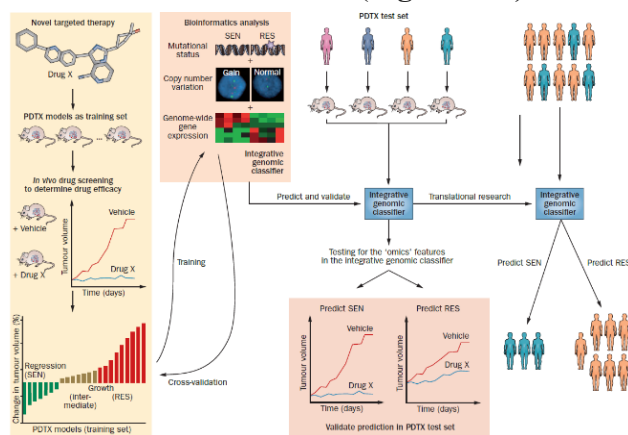 Novel targeted therapy
Drug X
PDTX models as training set
In vivo drug screening
to determine drug efficacy
+ Vehicle
+ Drug X
Tumour volume
Vehicle
Drug X
Time (days)
Change in tumour volume (%)
Regression
(SEN)
Growth
(inter-
mediate)
(RES)
PDTX models (training set)
Bioinformatics analysis
SEN
RES
Mutational
status
+
Copy number
variation
Gain
Normal
+
Genome-wide
gene
expression
Integrative
genomic
classifier
Training
Cross-validation
Predict and validate
PDTX test set
Integrative
genomic
classifier
Translational research
Integrative
genomic
classifier
Testing for the 'omics' features
in the integrative genomic classifier
Predict SEN
Tumour volume
Vehicle
Drug X
Time (days)
Predict RES
Tumour volume
Vehicle
Drug X
Time (days)
Validate prediction in PDTX test set
Predict SEN
Predict RES